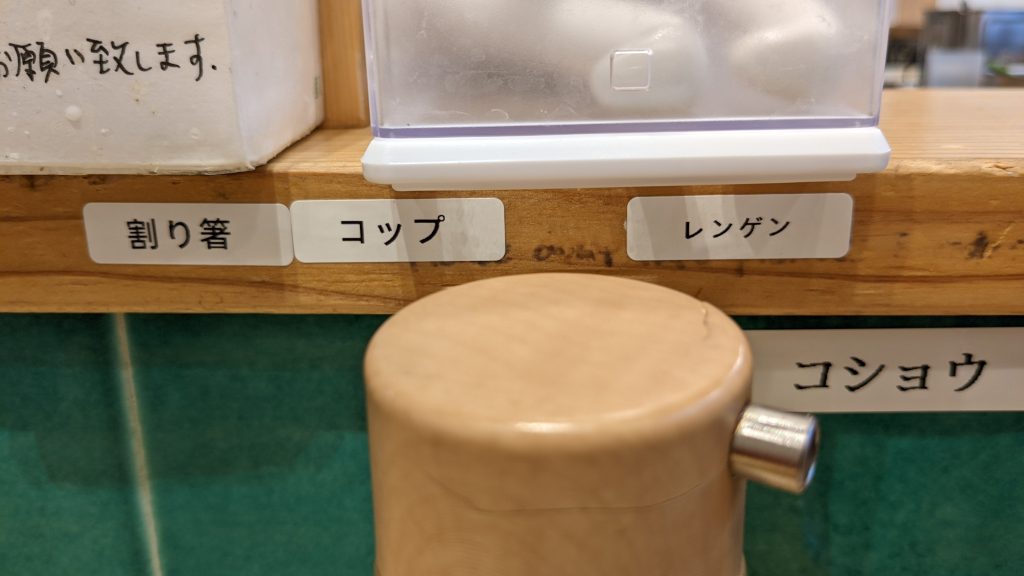 お願い致します.
割り箸
コップ
レンゲン
コショウ